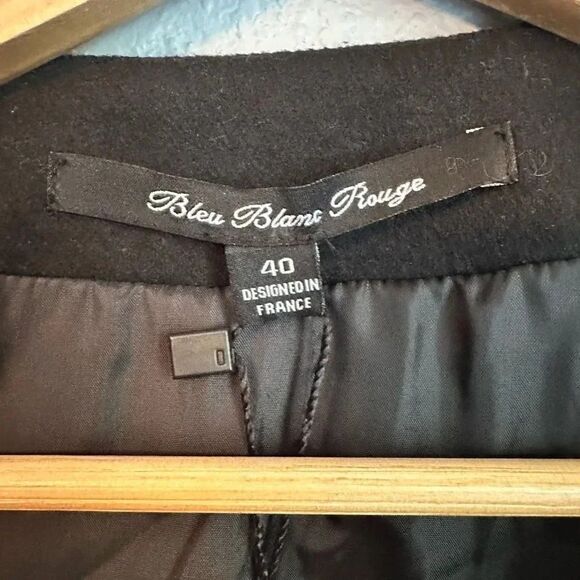 Bleu Blanc Rouge
40
DESIGNED IN
FRANCE